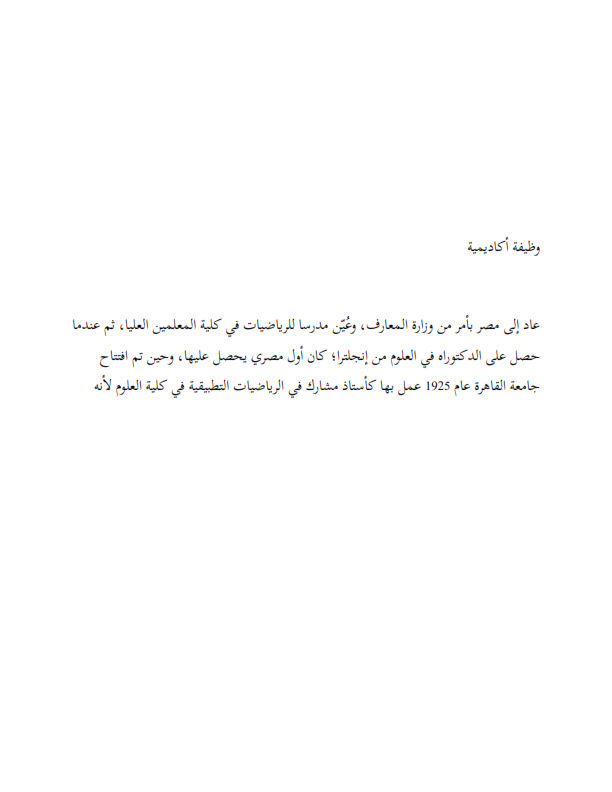 وظيفة أكاديمية
عاد إلى مصر بأمر من وزارة المعارف، وعُيّن مدرسا للرياضيات في كلية المعلمين العليا، ثم عندما
حصل على الدكتوراه في العلوم من إنجلترا؛ كان أول مصري يحصل عليها، وحين تم افتتاح
جامعة القاهرة عام 1925 عمل بها كأستاذ مشارك في الرياضيات التطبيقية في كلية العلوم لأنه